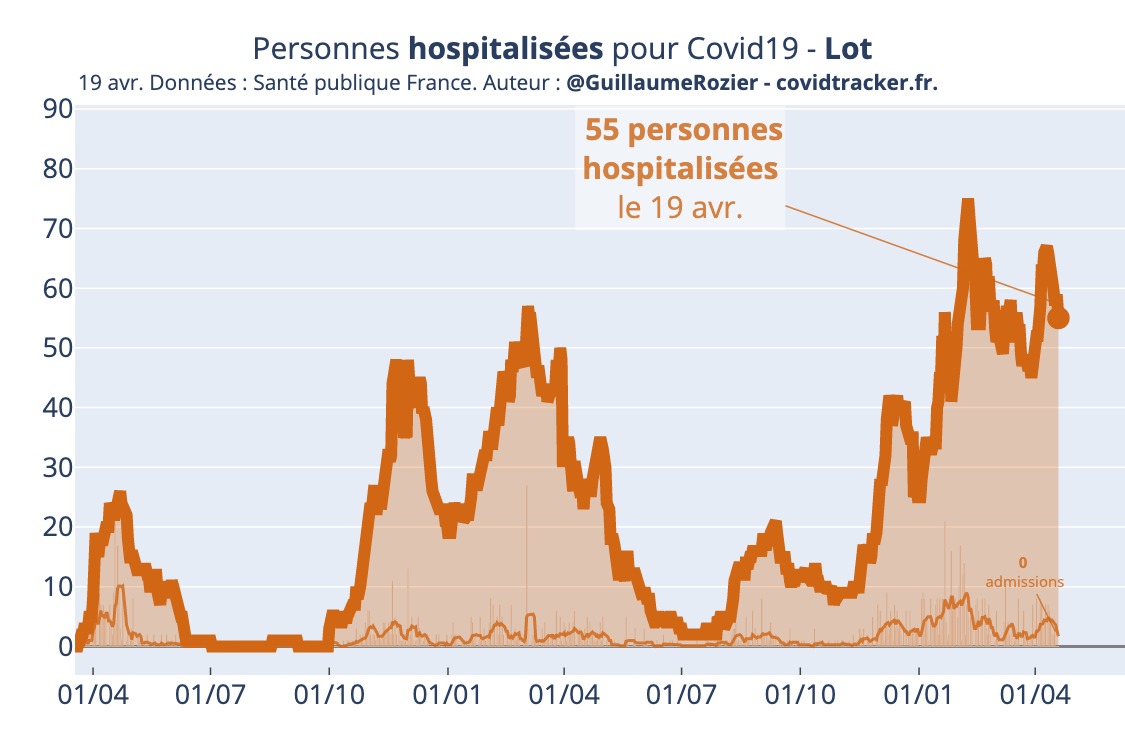 Personnes hospitalisées pour Covid19 - Lot
19 avr. Données : Santé publique France. Auteur : @GuillaumeRozier - covidtracker.fr.
90
55 personnes
hospitalisées
le 19 avr.
80
70
60
50
40
30
20
10
0
0
admissions
01/04 01/07 01/10 01/01 01/04 01/07 01/10 01/01 01/04